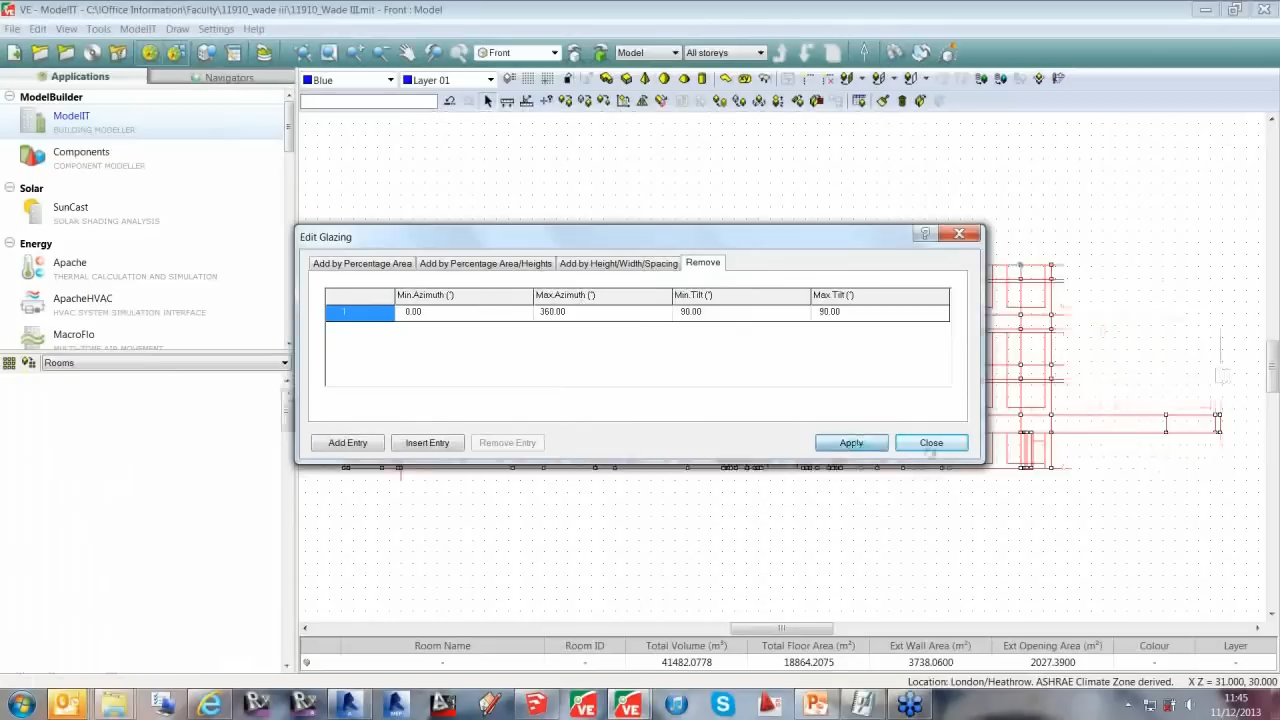 VE - ModelIT - C:\IOffice Information\Faculty\11910_wade iii\11910_Wade III.mit - Front : Model
File Edit View Tools ModelIT Draw Settings Help
Front Model All storeys
Applications Navigators Blue Layer 01
ModelBuilder
ModelIT
BUILDING MODELLER
Components
COMPONENT MODELLER
Solar
SunCast
SOLAR SHADING ANALYSIS
Energy
Apache
THERMAL CALCULATION AND SIMULATION
ApacheHVAC
HVAC SYSTEM SIMULATION INTERFACE
MacroFlo
MULTI-ZONE AIR MOVEMENT
Rooms
Edit Glazing
Add by Percentage Area Add by Percentage Area/Heights Add by Height/Width/Spacing Remove
Min.Azimuth (°) Max.Azimuth (°) Min.Tilt (°) Max.Tilt (°)
1 0.00 360.00 90.00 90.00
Add Entry Insert Entry Remove Entry Apply Close
Room Name Room ID Total Volume (m³) Total Floor Area (m²) Ext Wall Area (m²) Ext Opening Area (m²) Colour Layer
- - 41482.0778 18864.2075 3738.0600 2027.3900 - -
Location: London/Heathrow. ASHRAE Climate Zone derived. X Z = 31.000, 30.000
11:45
11/12/2013